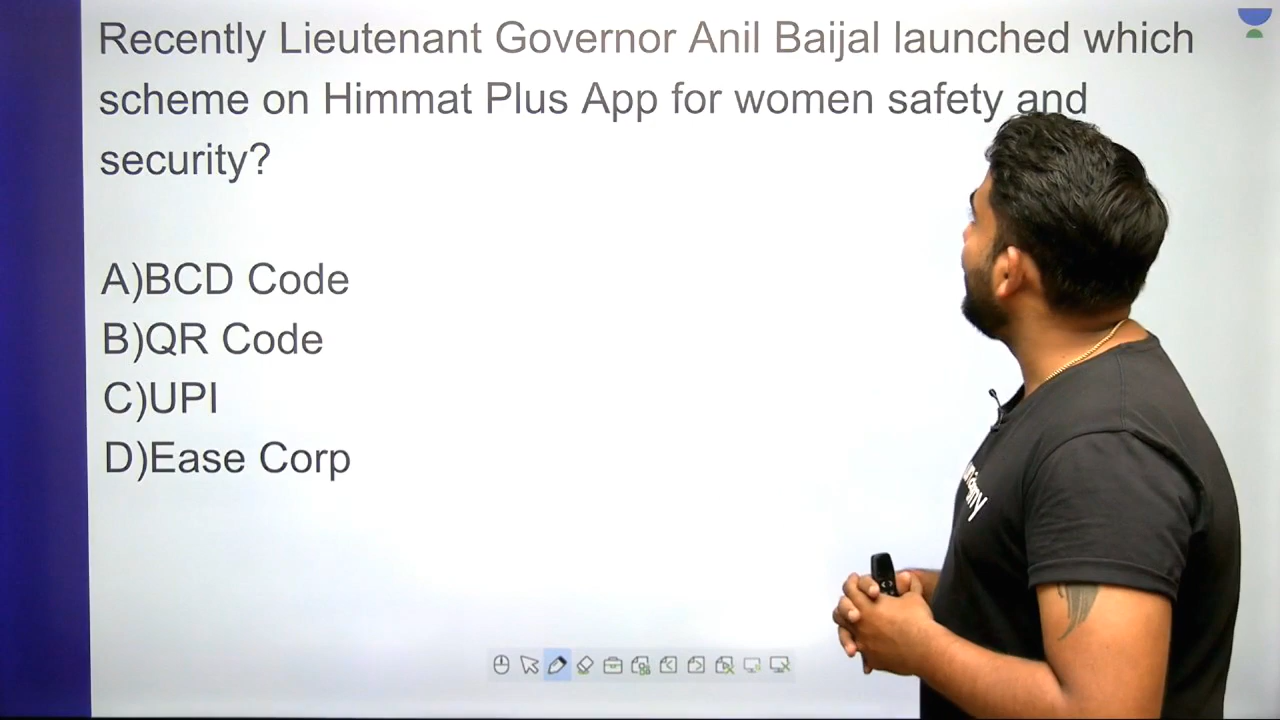 Recently Lieutenant Governor Anil Baijal launched which
scheme on Himmat Plus App for women safety and
security?
A)BCD Code
B)QR Code
C)UPI
D)Ease Corp